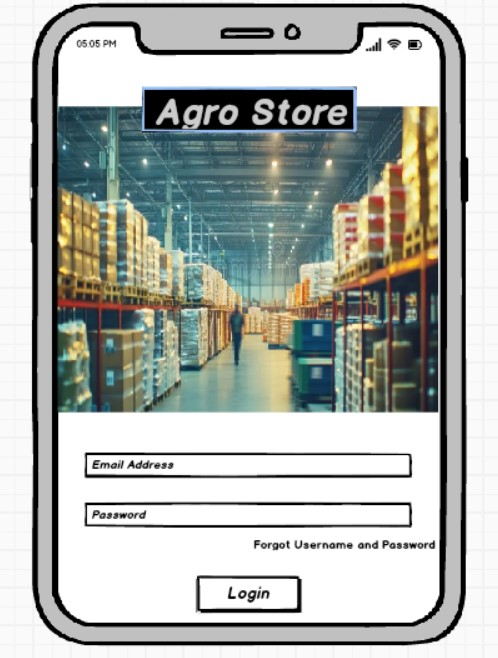 05:05 PM
Agro Store
Email Address
Password
Forgot Username and Password
Login